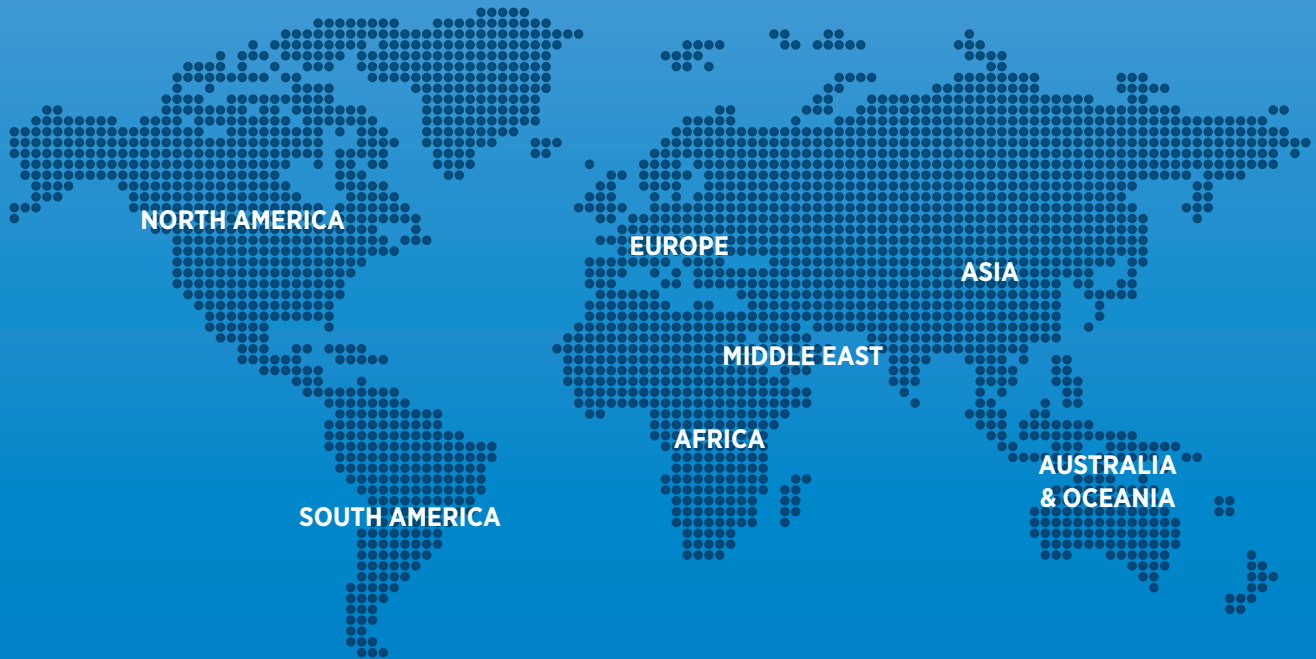 NORTH AMERICA
EUROPE
ASIA
MIDDLE EAST
AFRICA
AUSTRALIA
& OCEANIA
SOUTH AMERICA